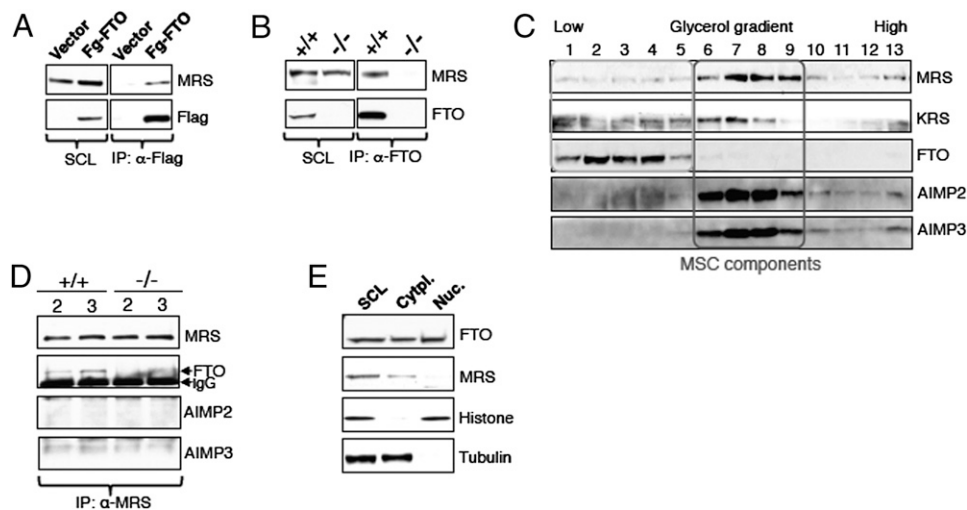 A
Vector
Fg-FTO
Vector
Fg-FTO
MRS
Flag
SCL
IP: α-Flag
B
+/+
-/-
+/+
-/-
MRS
FTO
SCL
IP: α-FTO
C
Low
Glycerol gradient
High
1 2 3 4 5 6 7 8 9 10 11 12 13
MRS
KRS
FTO
AIMP2
AIMP3
MSC components
D
+/+ -/-
2 3 2 3
MRS
FTO
IgG
AIMP2
AIMP3
IP: α-MRS
E
SCL
Cytpl.
Nuc.
FTO
MRS
Histone
Tubulin